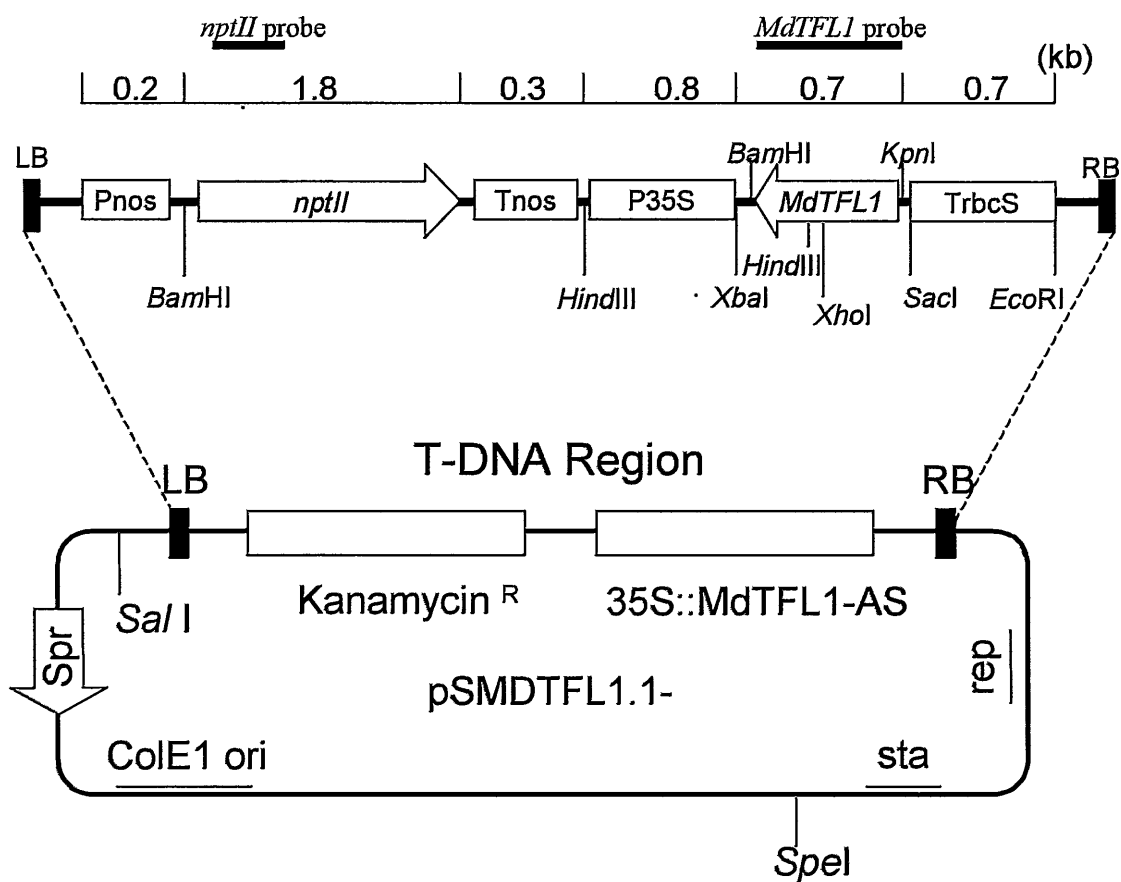 nptII probe MdTFL1 probe
(kb)
0.2 1.8 0.3 0.8 0.7 0.7
LB BamHI KpnI RB
Pnos nptII Tnos P35S MdTFL1 TrbcS
HindIII
BamHI HindIII XbaI XhoI SacI EcoRI
T-DNA Region
LB RB
Sal I Kanamycin R 35S::MdTFL1-AS
Spr pSMDTFL1.1- rep
ColE1 ori sta
SpeI